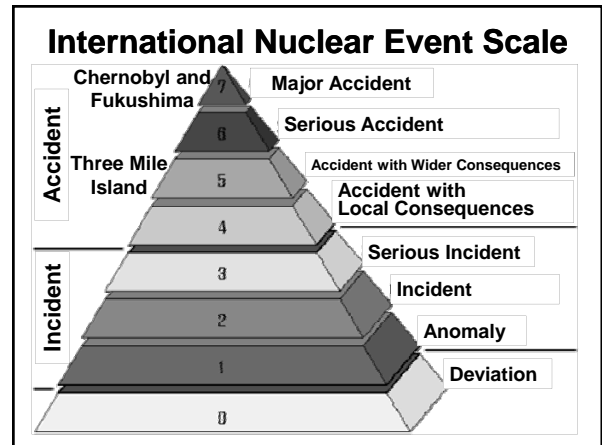 International Nuclear Event Scale
Chernobyl and
Fukushima
7
Major Accident
6
Serious Accident
Accident
Three Mile
Island
5
Accident with Wider Consequences
4
Accident with
Local Consequences
3
Serious Incident
Incident
2
Incident
1
Anomaly
0
Deviation